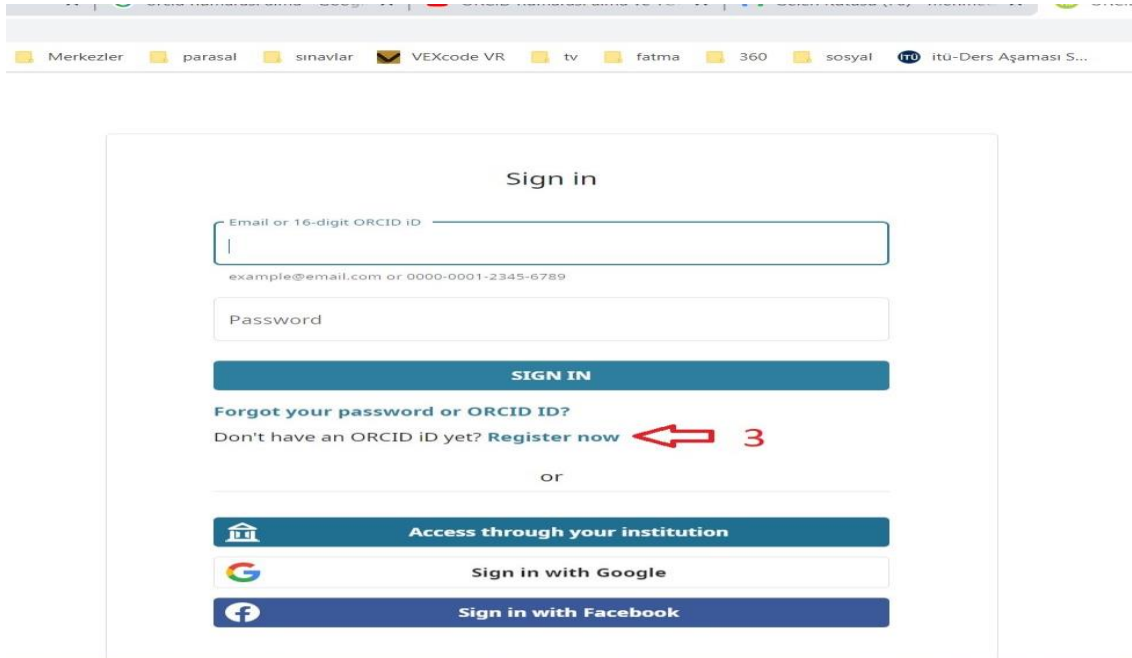 Merkezler parasal sınavlar VEXcode VR tv fatma 360 sosyal İTÜ itü-Ders Aşaması S...
Sign in
Email or 16-digit ORCID iD
example@email.com or 0000-0001-2345-6789
Password
SIGN IN
Forgot your password or ORCID ID?
Don't have an ORCID iD yet? Register now 3
or
Access through your institution
Sign in with Google
Sign in with Facebook